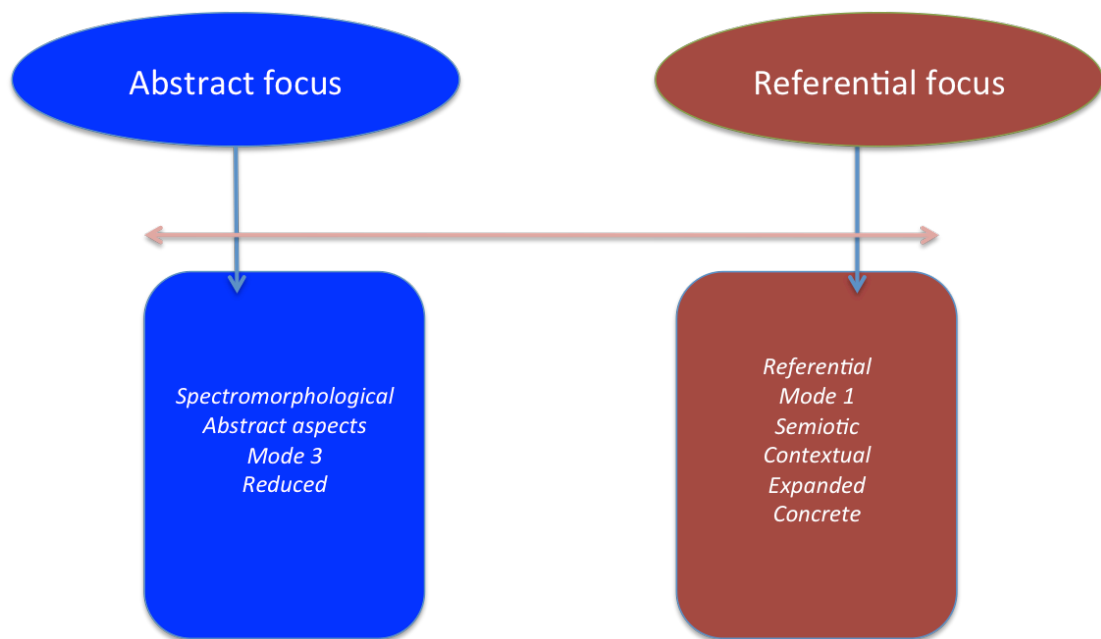 Abstract focus
Referential focus
Spectromorphological
Abstract aspects
Mode 3
Reduced
Referential
Mode 1
Semiotic
Contextual
Expanded
Concrete